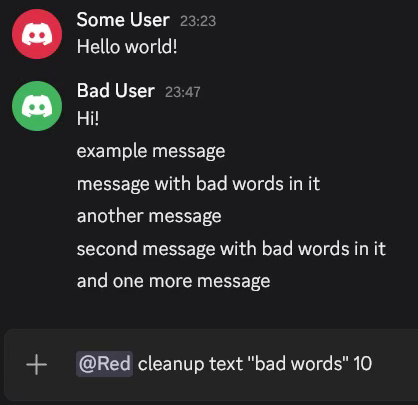 Some User 23:23
Hello world!
Bad User 23:47
Hi!
example message
message with bad words in it
another message
second message with bad words in it
and one more message
@Red cleanup text "bad words" 10